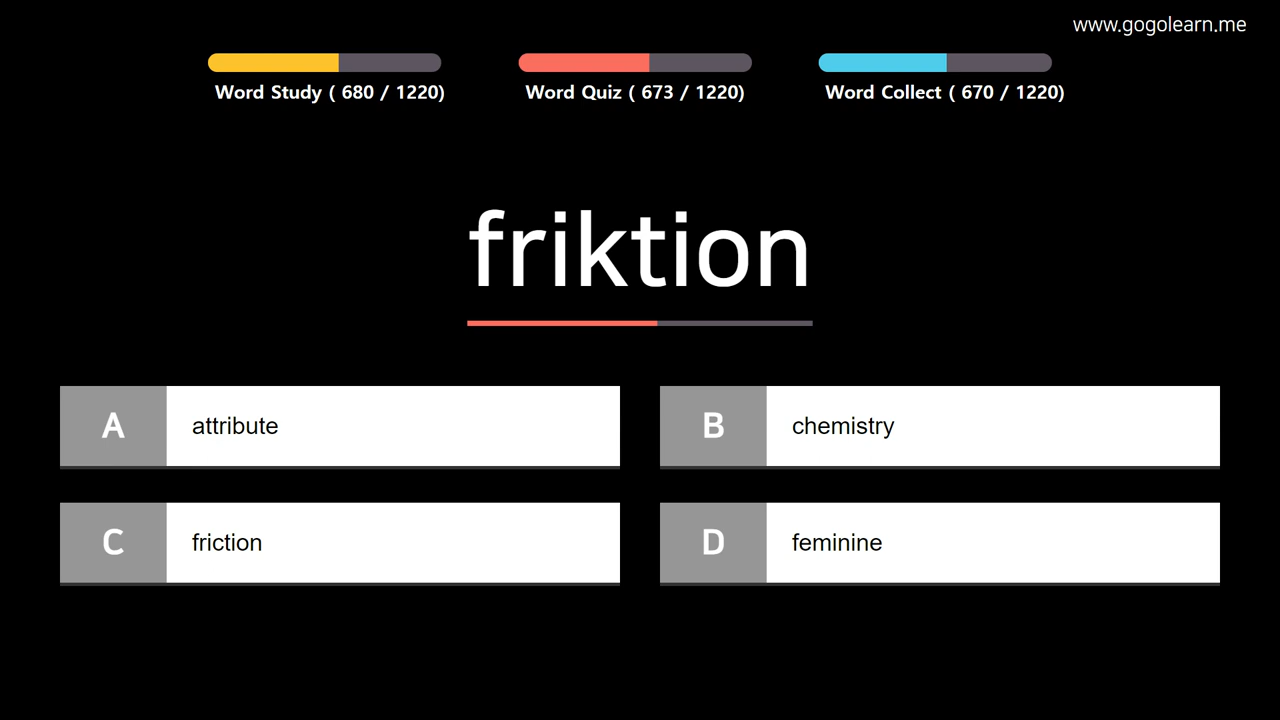 www.gogolearn.me
Word Study ( 680 / 1220)
Word Quiz ( 673 / 1220)
Word Collect ( 670 / 1220)
friktion
A attribute
B chemistry
C friction
D feminine